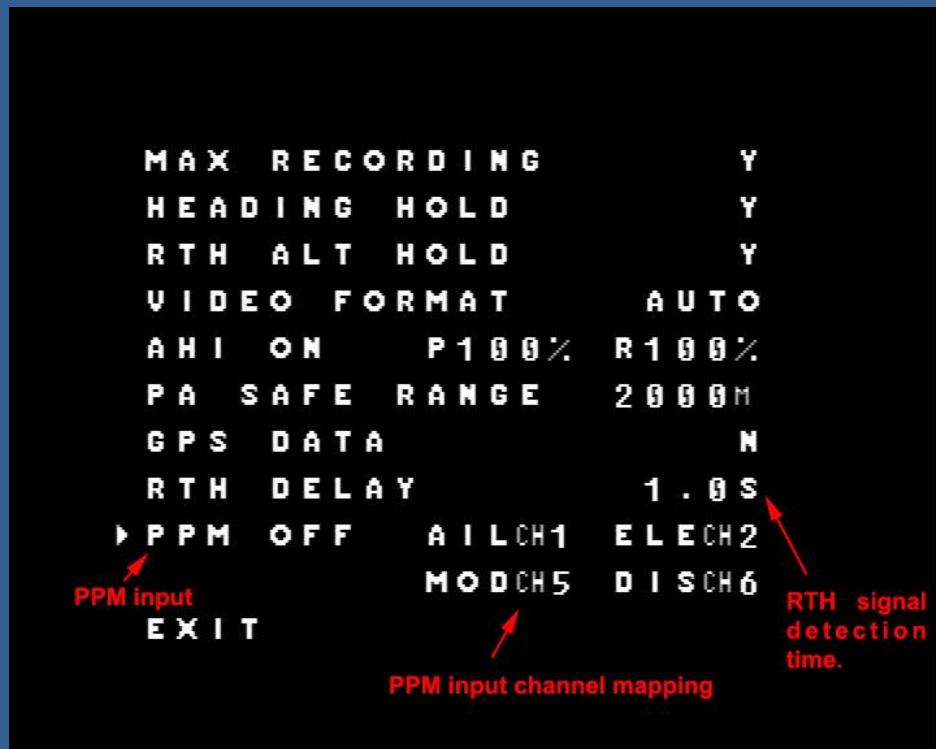 MAX RECORDING Y
HEADING HOLD Y
RTH ALT HOLD Y
VIDEO FORMAT AUTO
AHI ON P100% R100%
PA SAFE RANGE 2000M
GPS DATA N
RTH DELAY 1.0S
PPM OFF AILCH1 ELECH2
MODCH5 DISCH6
EXIT
PPM input
PPM input channel mapping
RTH signal
detection
time.